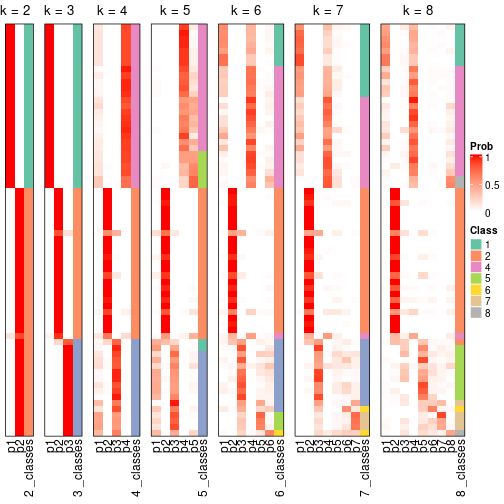 k = 2 k = 3 k = 4 k = 5 k = 6 k = 7 k = 8
Prob
1
0.5
0
Class
1
2
4
5
6
7
8
p1 p2 2_classes
p1 p2 p3 3_classes
p1 p2 p3 p4 4_classes
p1 p2 p3 p4 p5 5_classes
p1 p2 p3 p4 p5 p6 6_classes
p1 p2 p3 p4 p5 p6 p7 7_classes
p1 p2 p3 p4 p5 p6 p7 p8 8_classes